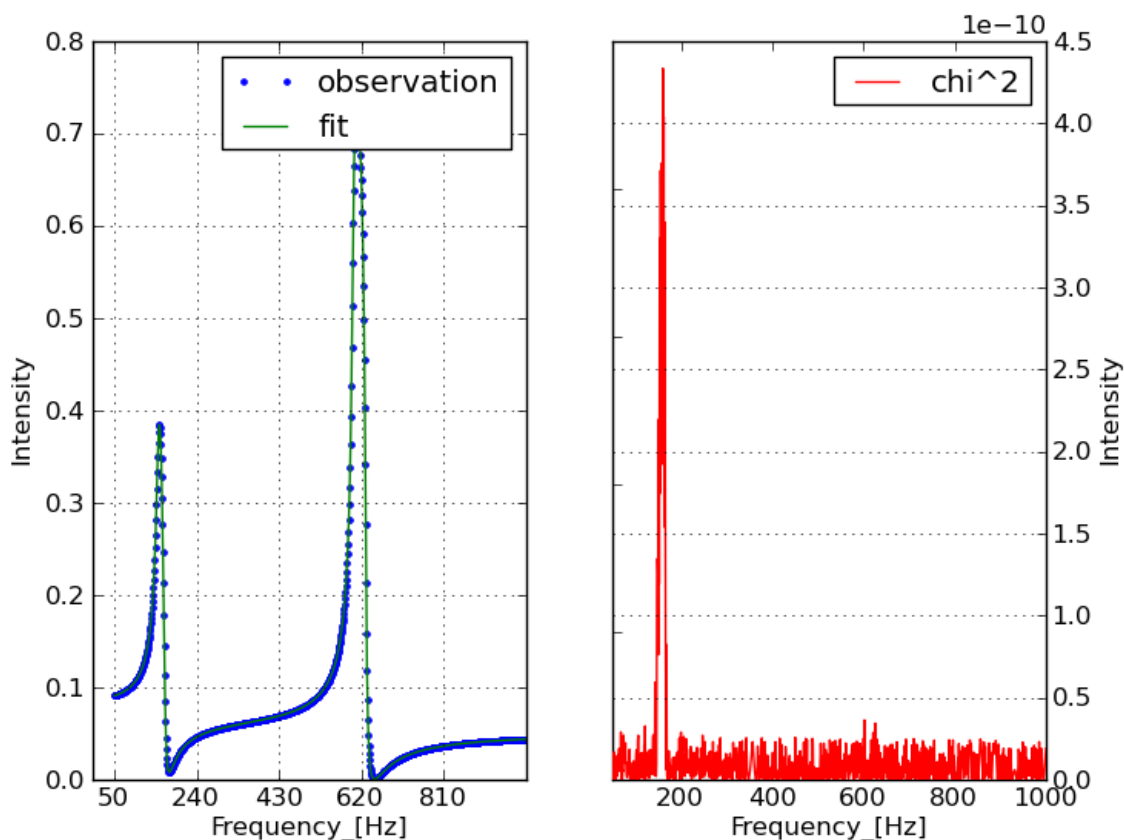 0.8
0.7
0.6
0.5
0.4
0.3
0.2
0.1
0.0
Intensity
observation
fit
50 240 430 620 810
Frequency_[Hz]
1e−10
chi^2
4.5
4.0
3.5
3.0
2.5
2.0
1.5
1.0
0.5
0.0
Intensity
200 400 600 800 1000
Frequency_[Hz]